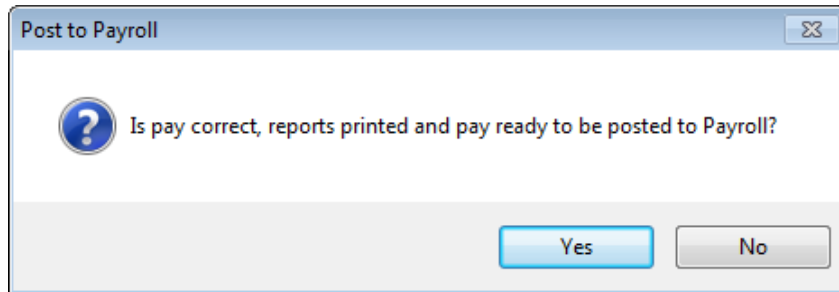 Post to Payroll
Is pay correct, reports printed and pay ready to be posted to Payroll?
Yes
No